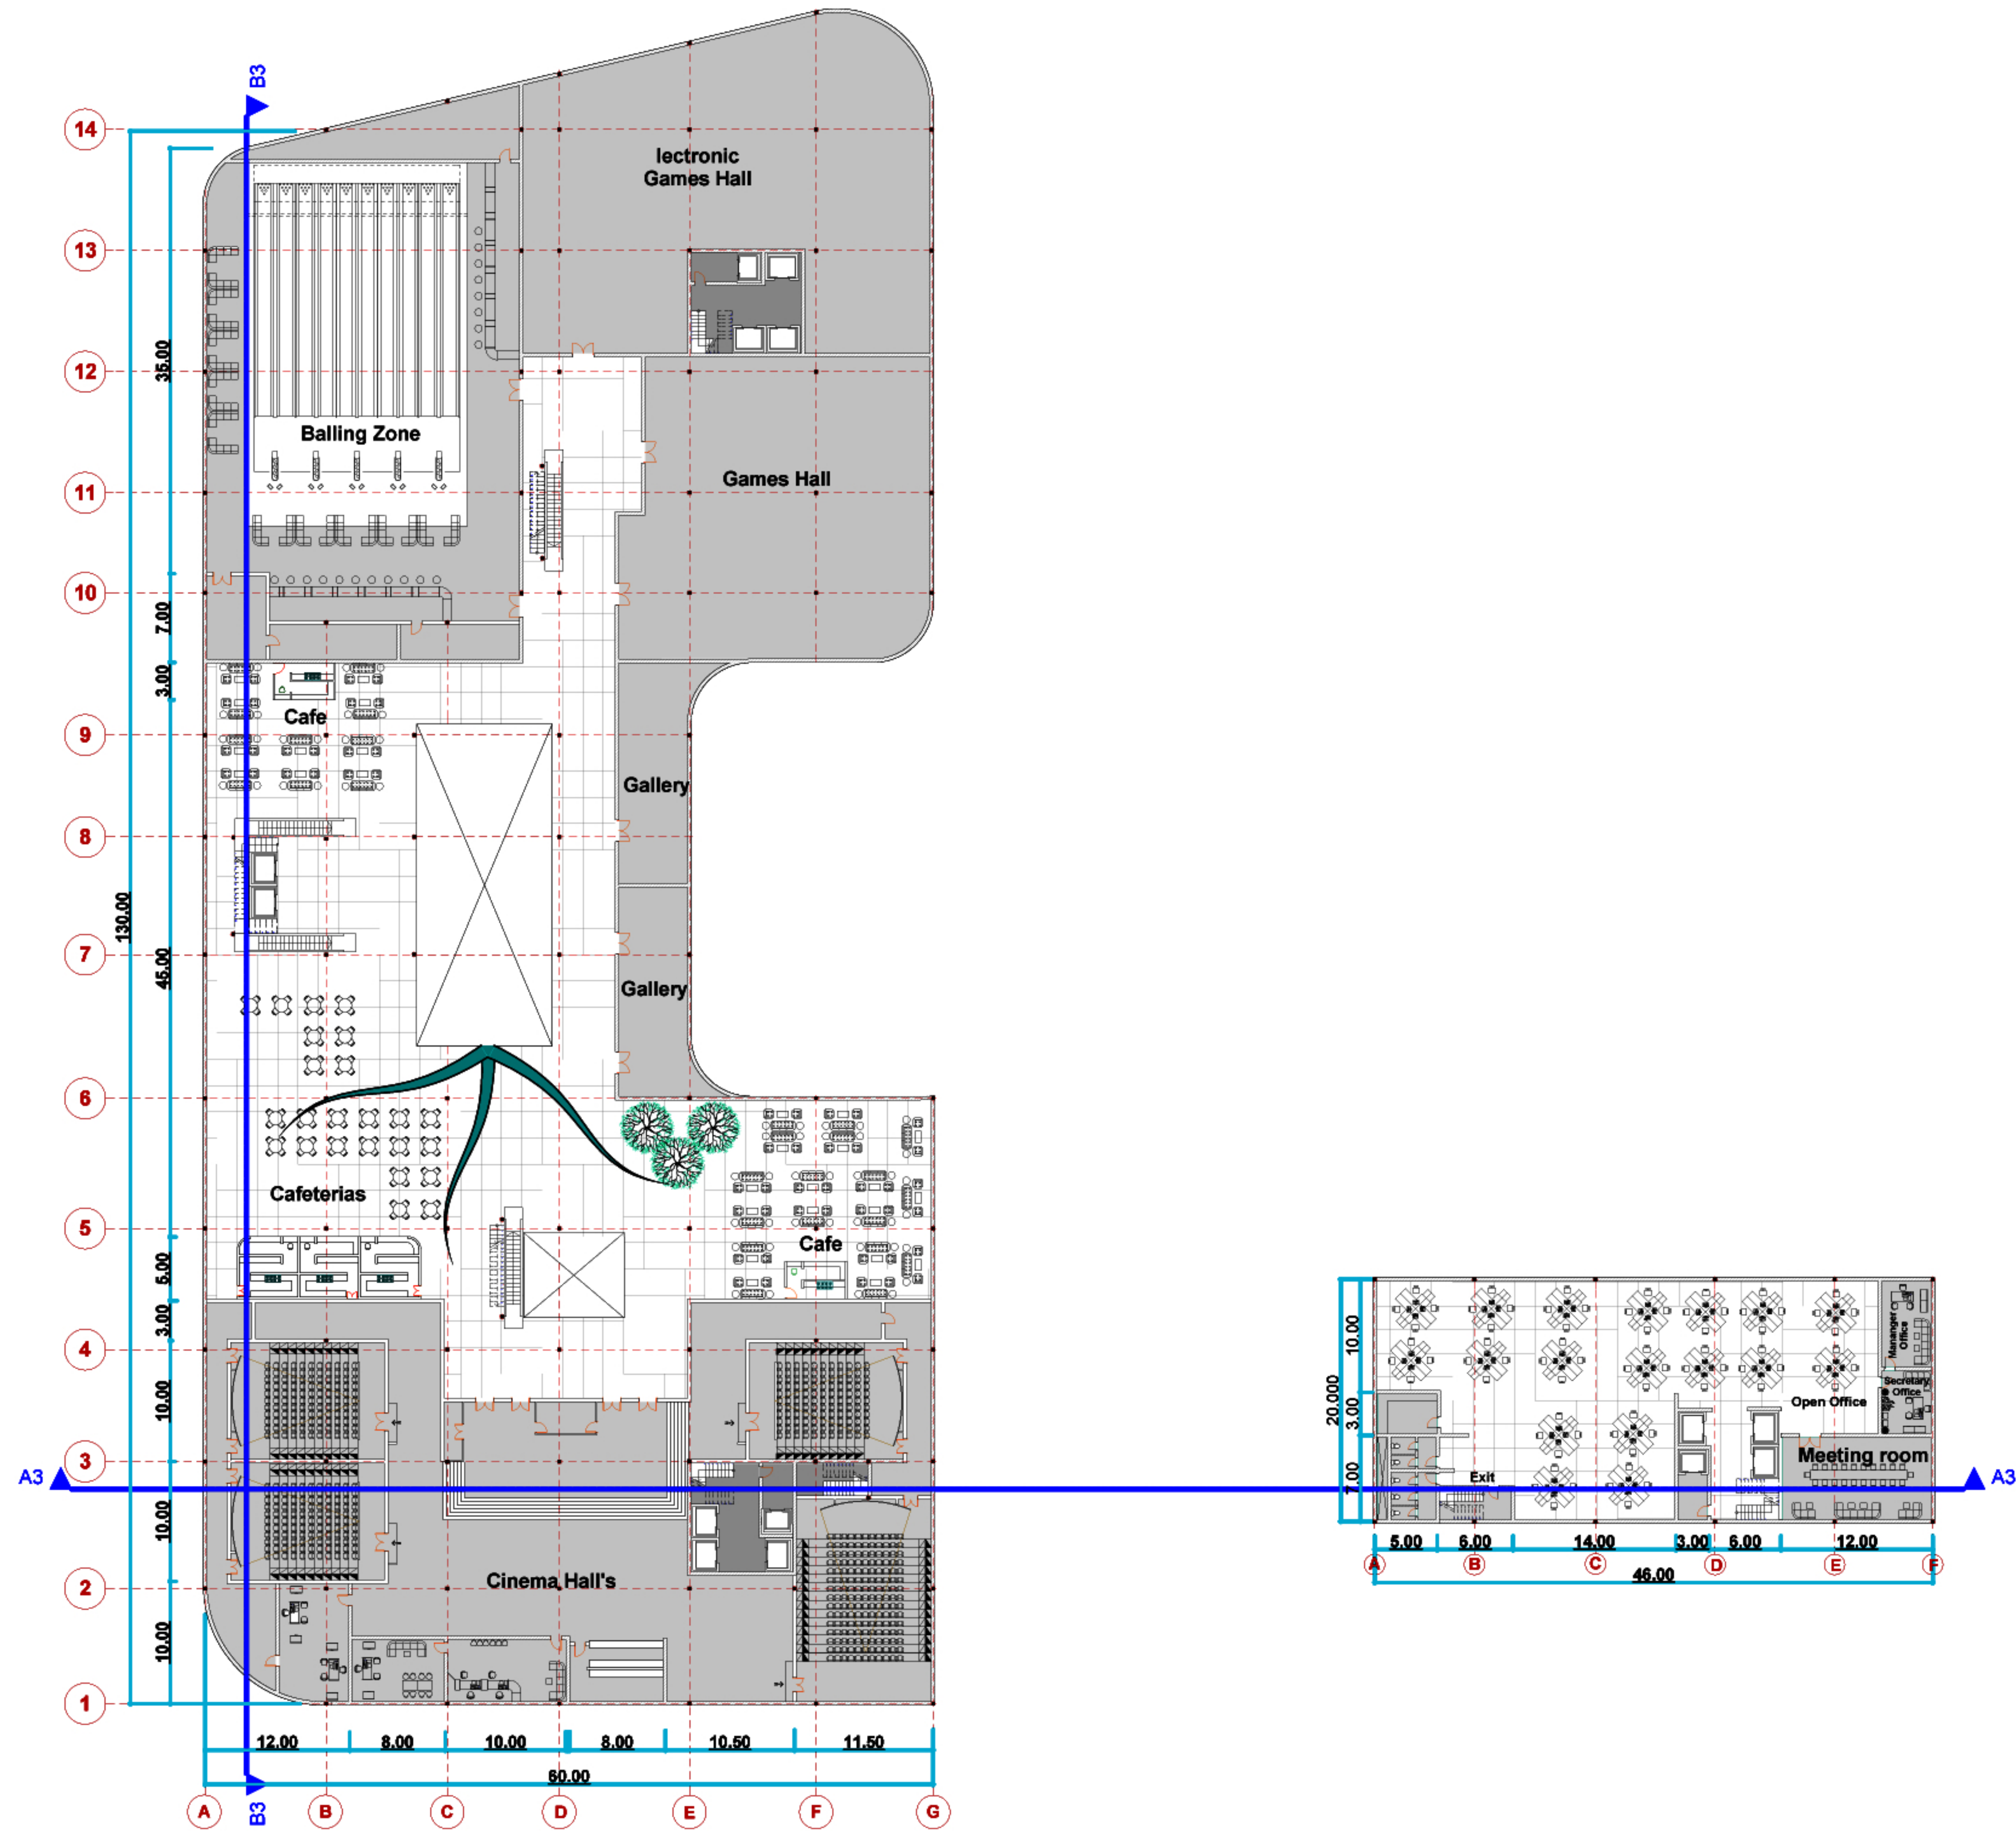 B3
14
lectronic
Games Hall
13
12
35.00
Balling Zone
11
Games Hall
10
7.00
3.00
Cafe
9
Gallery
8
130.00
7
45.00
Gallery
6
Cafeterias
5
Cafe
5.00
3.00
4
10.00
3
A3
10.00
2
Cinema Hall's
10.00
1
12.00
8.00
10.00
8.00
10.50
11.50
60.00
A
B
C
D
E
F
G
B3
10.00
20.000
3.00
7.00
Mananger
Office
Secretary
Office
Open Office
Meeting room
Exit
A3
5.00
6.00
14.00
3.00
6.00
12.00
A
B
C
D
E
F
46.00